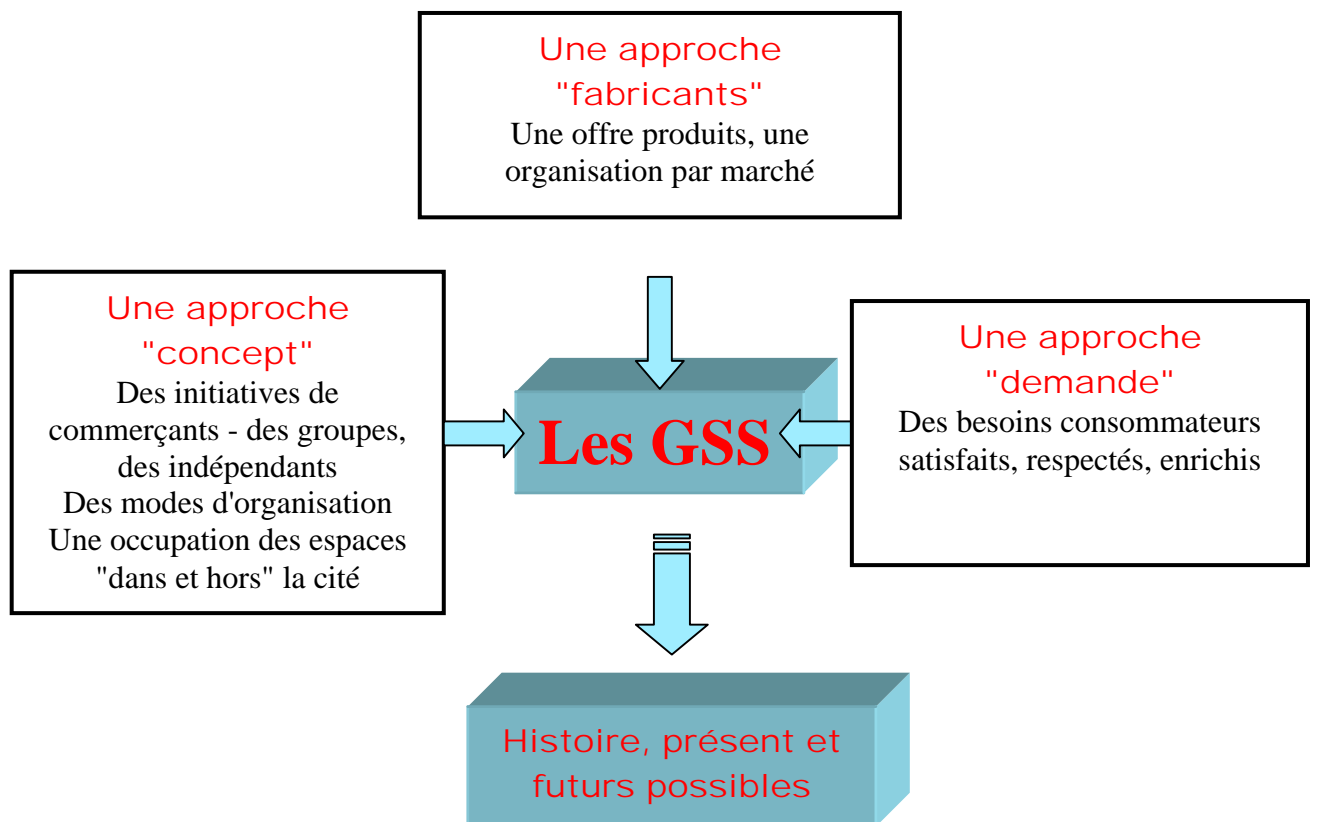 Une approche
"fabricants"
Une offre produits, une
organisation par marché
Une approche
"concept"
Des initiatives de
commerçants - des groupes,
des indépendants
Des modes d'organisation
Une occupation des espaces
"dans et hors" la cité
Les GSS
Une approche
"demande"
Des besoins consommateurs
satisfaits, respectés, enrichis
Histoire, présent et
futurs possibles